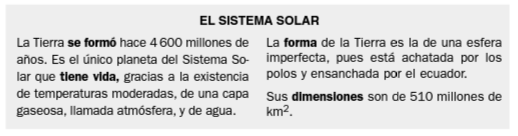 EL SISTEMA SOLAR
La Tierra se formó hace 4 600 millones de
años. Es el único planeta del Sistema So-
lar que tiene vida, gracias a la existencia
de temperaturas moderadas, de una capa
gaseosa, llamada atmósfera, y de agua.
La forma de la Tierra es la de una esfera
imperfecta, pues está achatada por los
polos y ensanchada por el ecuador.
Sus dimensiones son de 510 millones de
km².